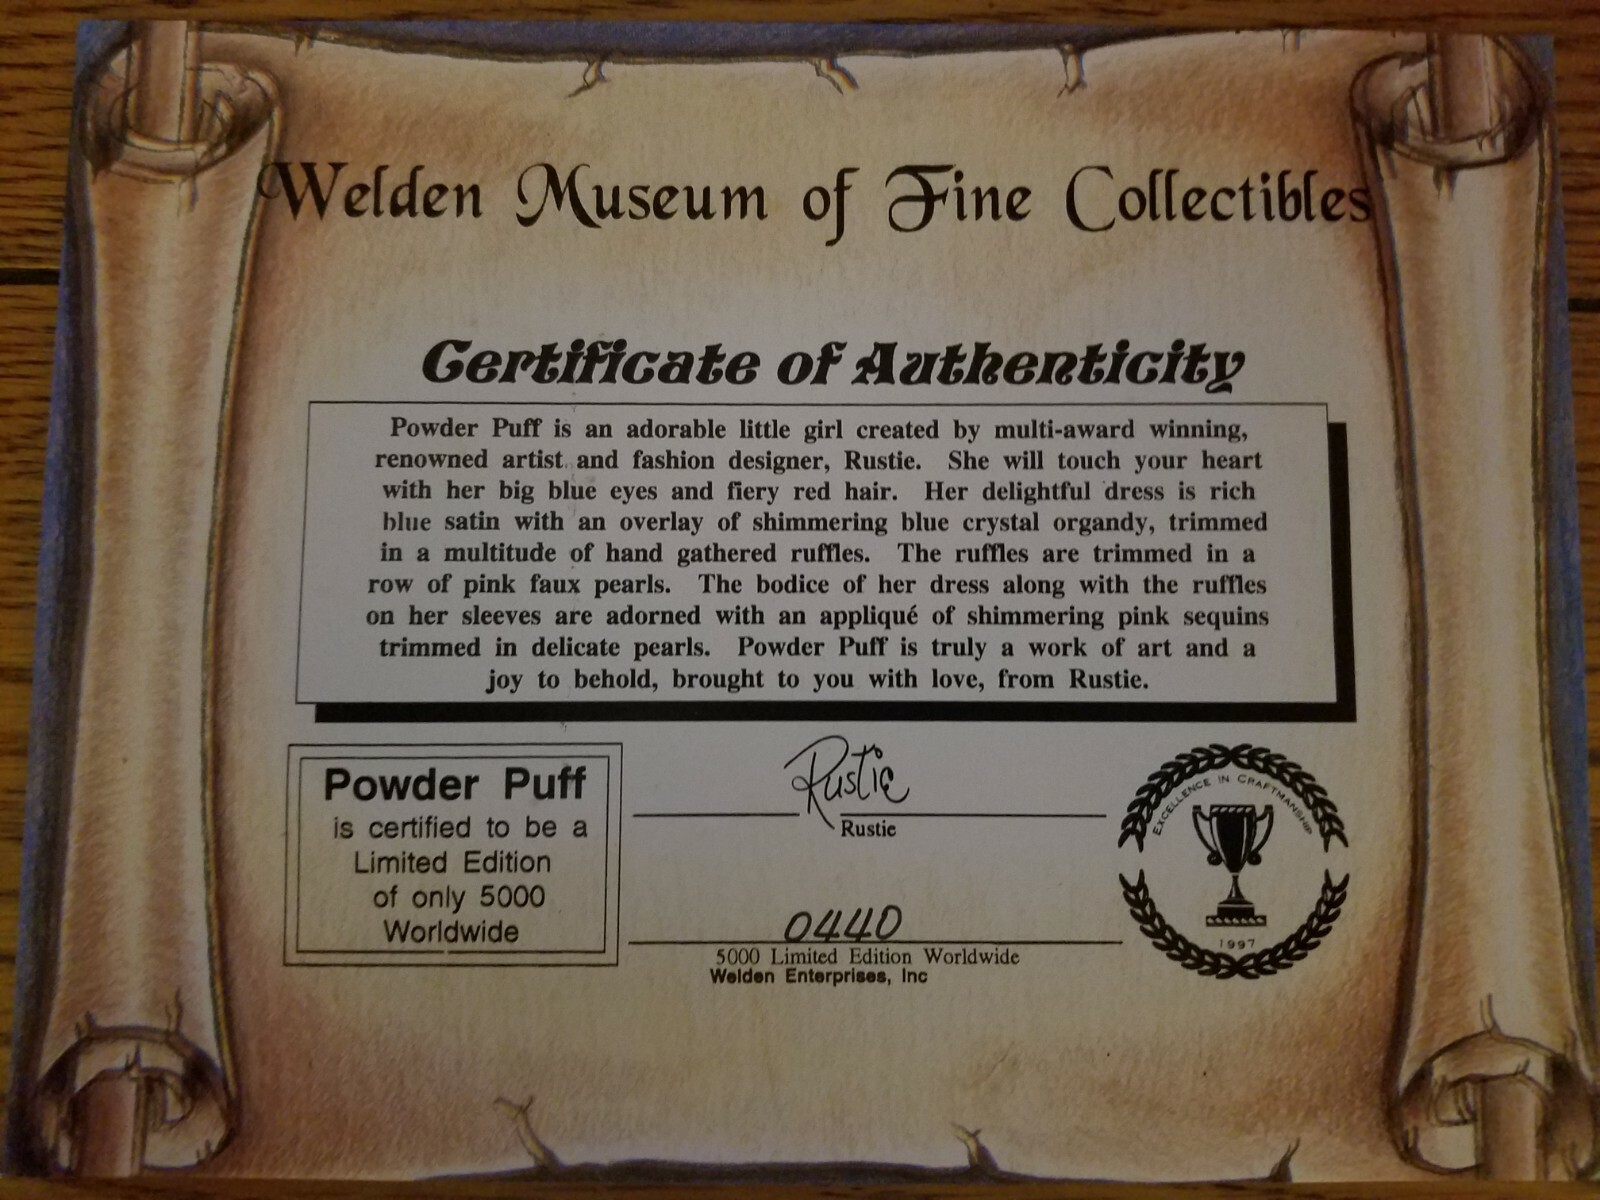 Welden Museum of Fine Collectibles
Certificate of Authenticity
Powder Puff is an adorable little girl created by multi-award winning,
renowned artist and fashion designer, Rustie. She will touch your heart
with her big blue eyes and fiery red hair. Her delightful dress is rich
blue satin with an overlay of shimmering blue crystal organdy, trimmed
in a multitude of hand gathered ruffles. The ruffles are trimmed in a
row of pink faux pearls. The bodice of her dress along with the ruffles
on her sleeves are adorned with an appliqué of shimmering pink sequins
trimmed in delicate pearls. Powder Puff is truly a work of art and a
joy to behold, brought to you with love, from Rustie.
Powder Puff
is certified to be a
Limited Edition
of only 5000
Worldwide
Rustie
Rustie
0440
5000 Limited Edition Worldwide
Welden Enterprises, Inc
Excellence in Craftmanship
1997